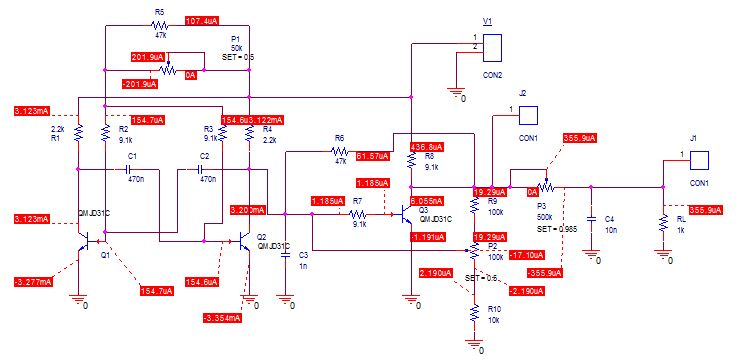 R5
107.4uA
47k
V1
P1
50k
SET = 0.5
201.9uA
0A
-201.9uA
1
2
CON2
0
J2
1
CON1
3.123mA
154.7uA
154.6u
3.122mA
2.2k
R1
R2
9.1k
R3
9.1k
R4
2.2k
R6
47k
61.57uA
436.8uA
R8
9.1k
355.9uA
J1
1
CON1
C1
470n
C2
470n
1.185uA
R7
9.1k
1.185uA
6.055nA
Q3
QMJD31C
19.29uA
R9
100k
0A
P3
500k
SET = 0.985
QMJD31C
3.123mA
3.200mA
Q1
Q2
QMJD31C
C3
1n
-1.191uA
19.29uA
P2
100k
-17.10uA
-355.9uA
C4
10n
RL
1k
355.9uA
-3.277mA
154.7uA
154.6uA
2.190uA
SET = 0.6
-2.190uA
-3.354mA
R10
10k
0
0
0
0
0
0
0